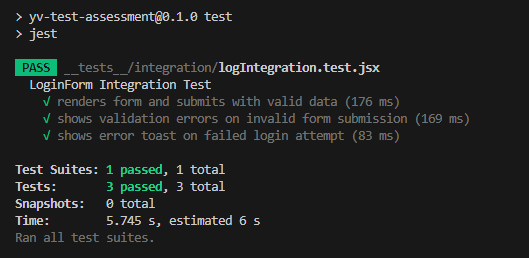 > yv-test-assessment@0.1.0 test
> jest
PASS __tests__/integration/logIntegration.test.jsx
LoginForm Integration Test
√ renders form and submits with valid data (176 ms)
√ shows validation errors on invalid form submission (169 ms)
√ shows error toast on failed login attempt (83 ms)
Test Suites: 1 passed, 1 total
Tests: 3 passed, 3 total
Snapshots: 0 total
Time: 5.745 s, estimated 6 s
Ran all test suites.